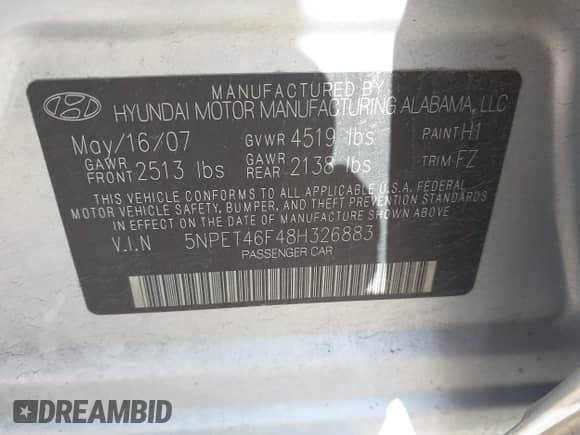 MANUFACTURED BY
HYUNDAI MOTOR MANUFACTURING ALABAMA, LLC
May/16/07 GVWR 4519 lbs PAINT H1
GAWR FRONT 2513 lbs GAWR REAR 2138 lbs TRIM FZ
THIS VEHICLE CONFORMS TO ALL APPLICABLE U.S.A. FEDERAL
MOTOR VEHICLE SAFETY, BUMPER, AND THEFT PREVENTION STANDARDS
IN EFFECT ON THE DATE OF MANUFACTURE SHOWN ABOVE
V.I.N 5NPET46F48H326883
PASSENGER CAR
DREAMBID